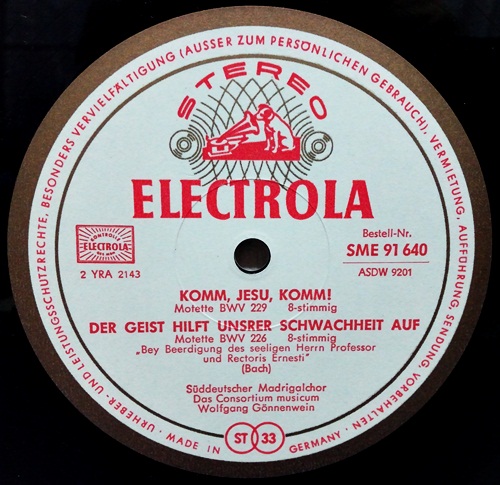 URHEBER- UND LEISTUNGSSCHUTZRECHTE, BESONDERS VERVIELFÄLTIGUNG (AUSSER ZUM PERSÖNLICHEN GEBRAUCH), VERMIETUNG, AUFFÜHRUNG, SENDUNG, VORBEHALTEN ·
STEREO
ELECTROLA
ELECTROLA
2 YRA 2143
Bestell-Nr.
SME 91 640
ASDW 9201
KOMM, JESU, KOMM!
Motette BWV 229 8-stimmig
DER GEIST HILFT UNSRER SCHWACHHEIT AUF
Motette BWV 226 8-stimmig
„Bey Beerdigung des seeligen Herrn Professor
und Rectoris Ernesti"
(Bach)
Süddeutscher Madrigalchor
Das Consortium musicum
Wolfgang Gönnenwein
MADE IN GERMANY ·
ST 33